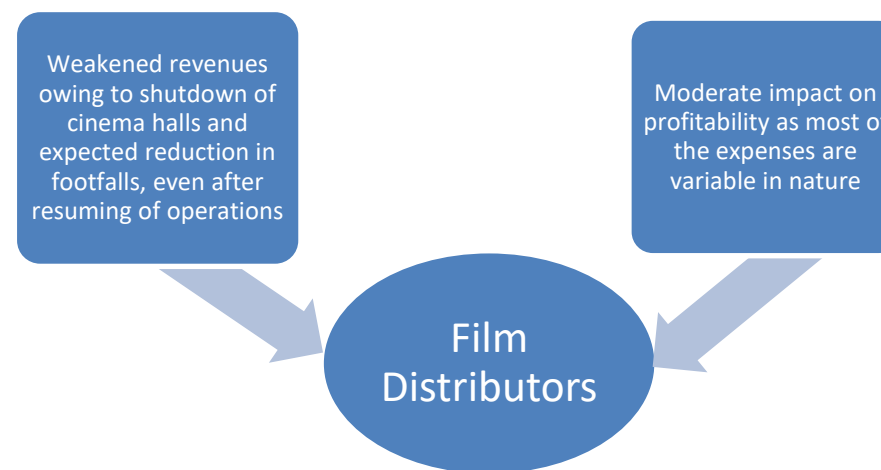 Weakened revenues
owing to shutdown of
cinema halls and
expected reduction in
footfalls, even after
resuming of operations
Moderate impact on
profitability as most of
the expenses are
variable in nature
Film
Distributors